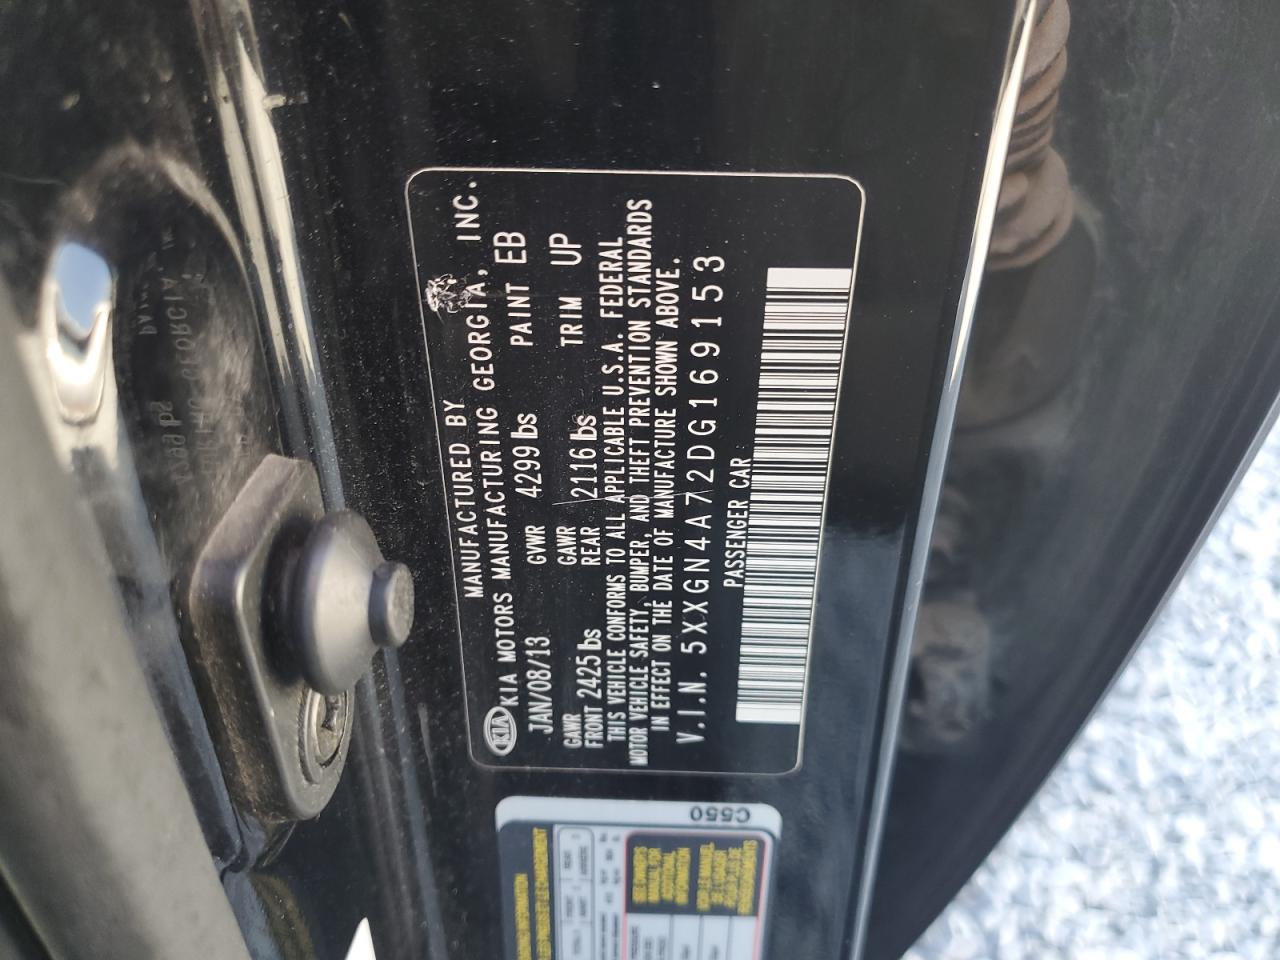 MANUFACTURED BY
KIA KIA MOTORS MANUFACTURING GEORGIA, INC.
JAN/08/13 GVWR 4299 lbs PAINT EB
GAWR FRONT 2425 lbs GAWR REAR 2116 lbs TRIM UP
THIS VEHICLE CONFORMS TO ALL APPLICABLE U.S.A. FEDERAL
MOTOR VEHICLE SAFETY, BUMPER, AND THEFT PREVENTION STANDARDS
IN EFFECT ON THE DATE OF MANUFACTURE SHOWN ABOVE.
V.I.N. 5XXGN4A72DG169153
PASSENGER CAR
C550